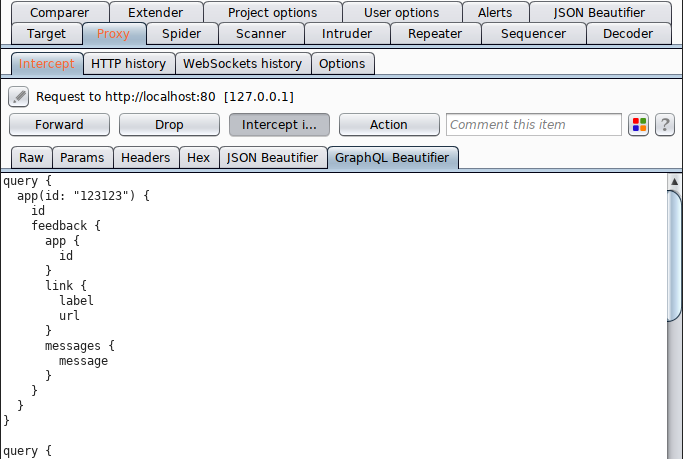 Comparer Extender Project options User options Alerts JSON Beautifier
Target Proxy Spider Scanner Intruder Repeater Sequencer Decoder
Intercept HTTP history WebSockets history Options
Request to http://localhost:80 [127.0.0.1]
Forward Drop Intercept i... Action Comment this item ?
Raw Params Headers Hex JSON Beautifier GraphQL Beautifier
query {
  app(id: "123123") {
    id
    feedback {
      app {
        id
      }
      link {
        label
        url
      }
      messages {
        message
      }
    }
  }
}

query {